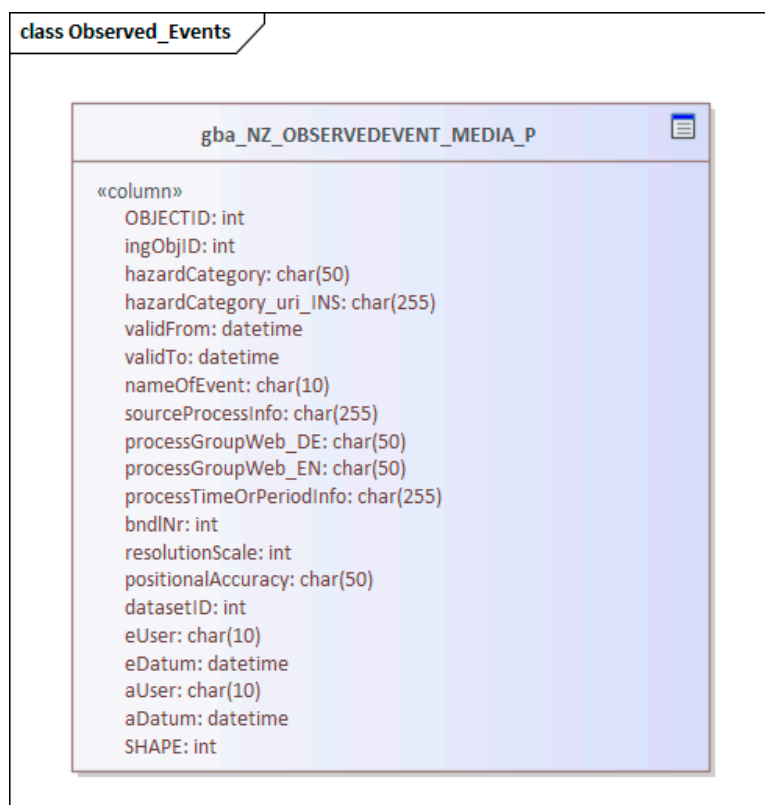 class Observed_Events
gba_NZ_OBSERVEDEVENT_MEDIA_P
«column»
OBJECTID: int
ingObjID: int
hazardCategory: char(50)
hazardCategory_uri_INS: char(255)
validFrom: datetime
validTo: datetime
nameOfEvent: char(10)
sourceProcessInfo: char(255)
processGroupWeb_DE: char(50)
processGroupWeb_EN: char(50)
processTimeOrPeriodInfo: char(255)
bndlNr: int
resolutionScale: int
positionalAccuracy: char(50)
datasetID: int
eUser: char(10)
eDatum: datetime
aUser: char(10)
aDatum: datetime
SHAPE: int